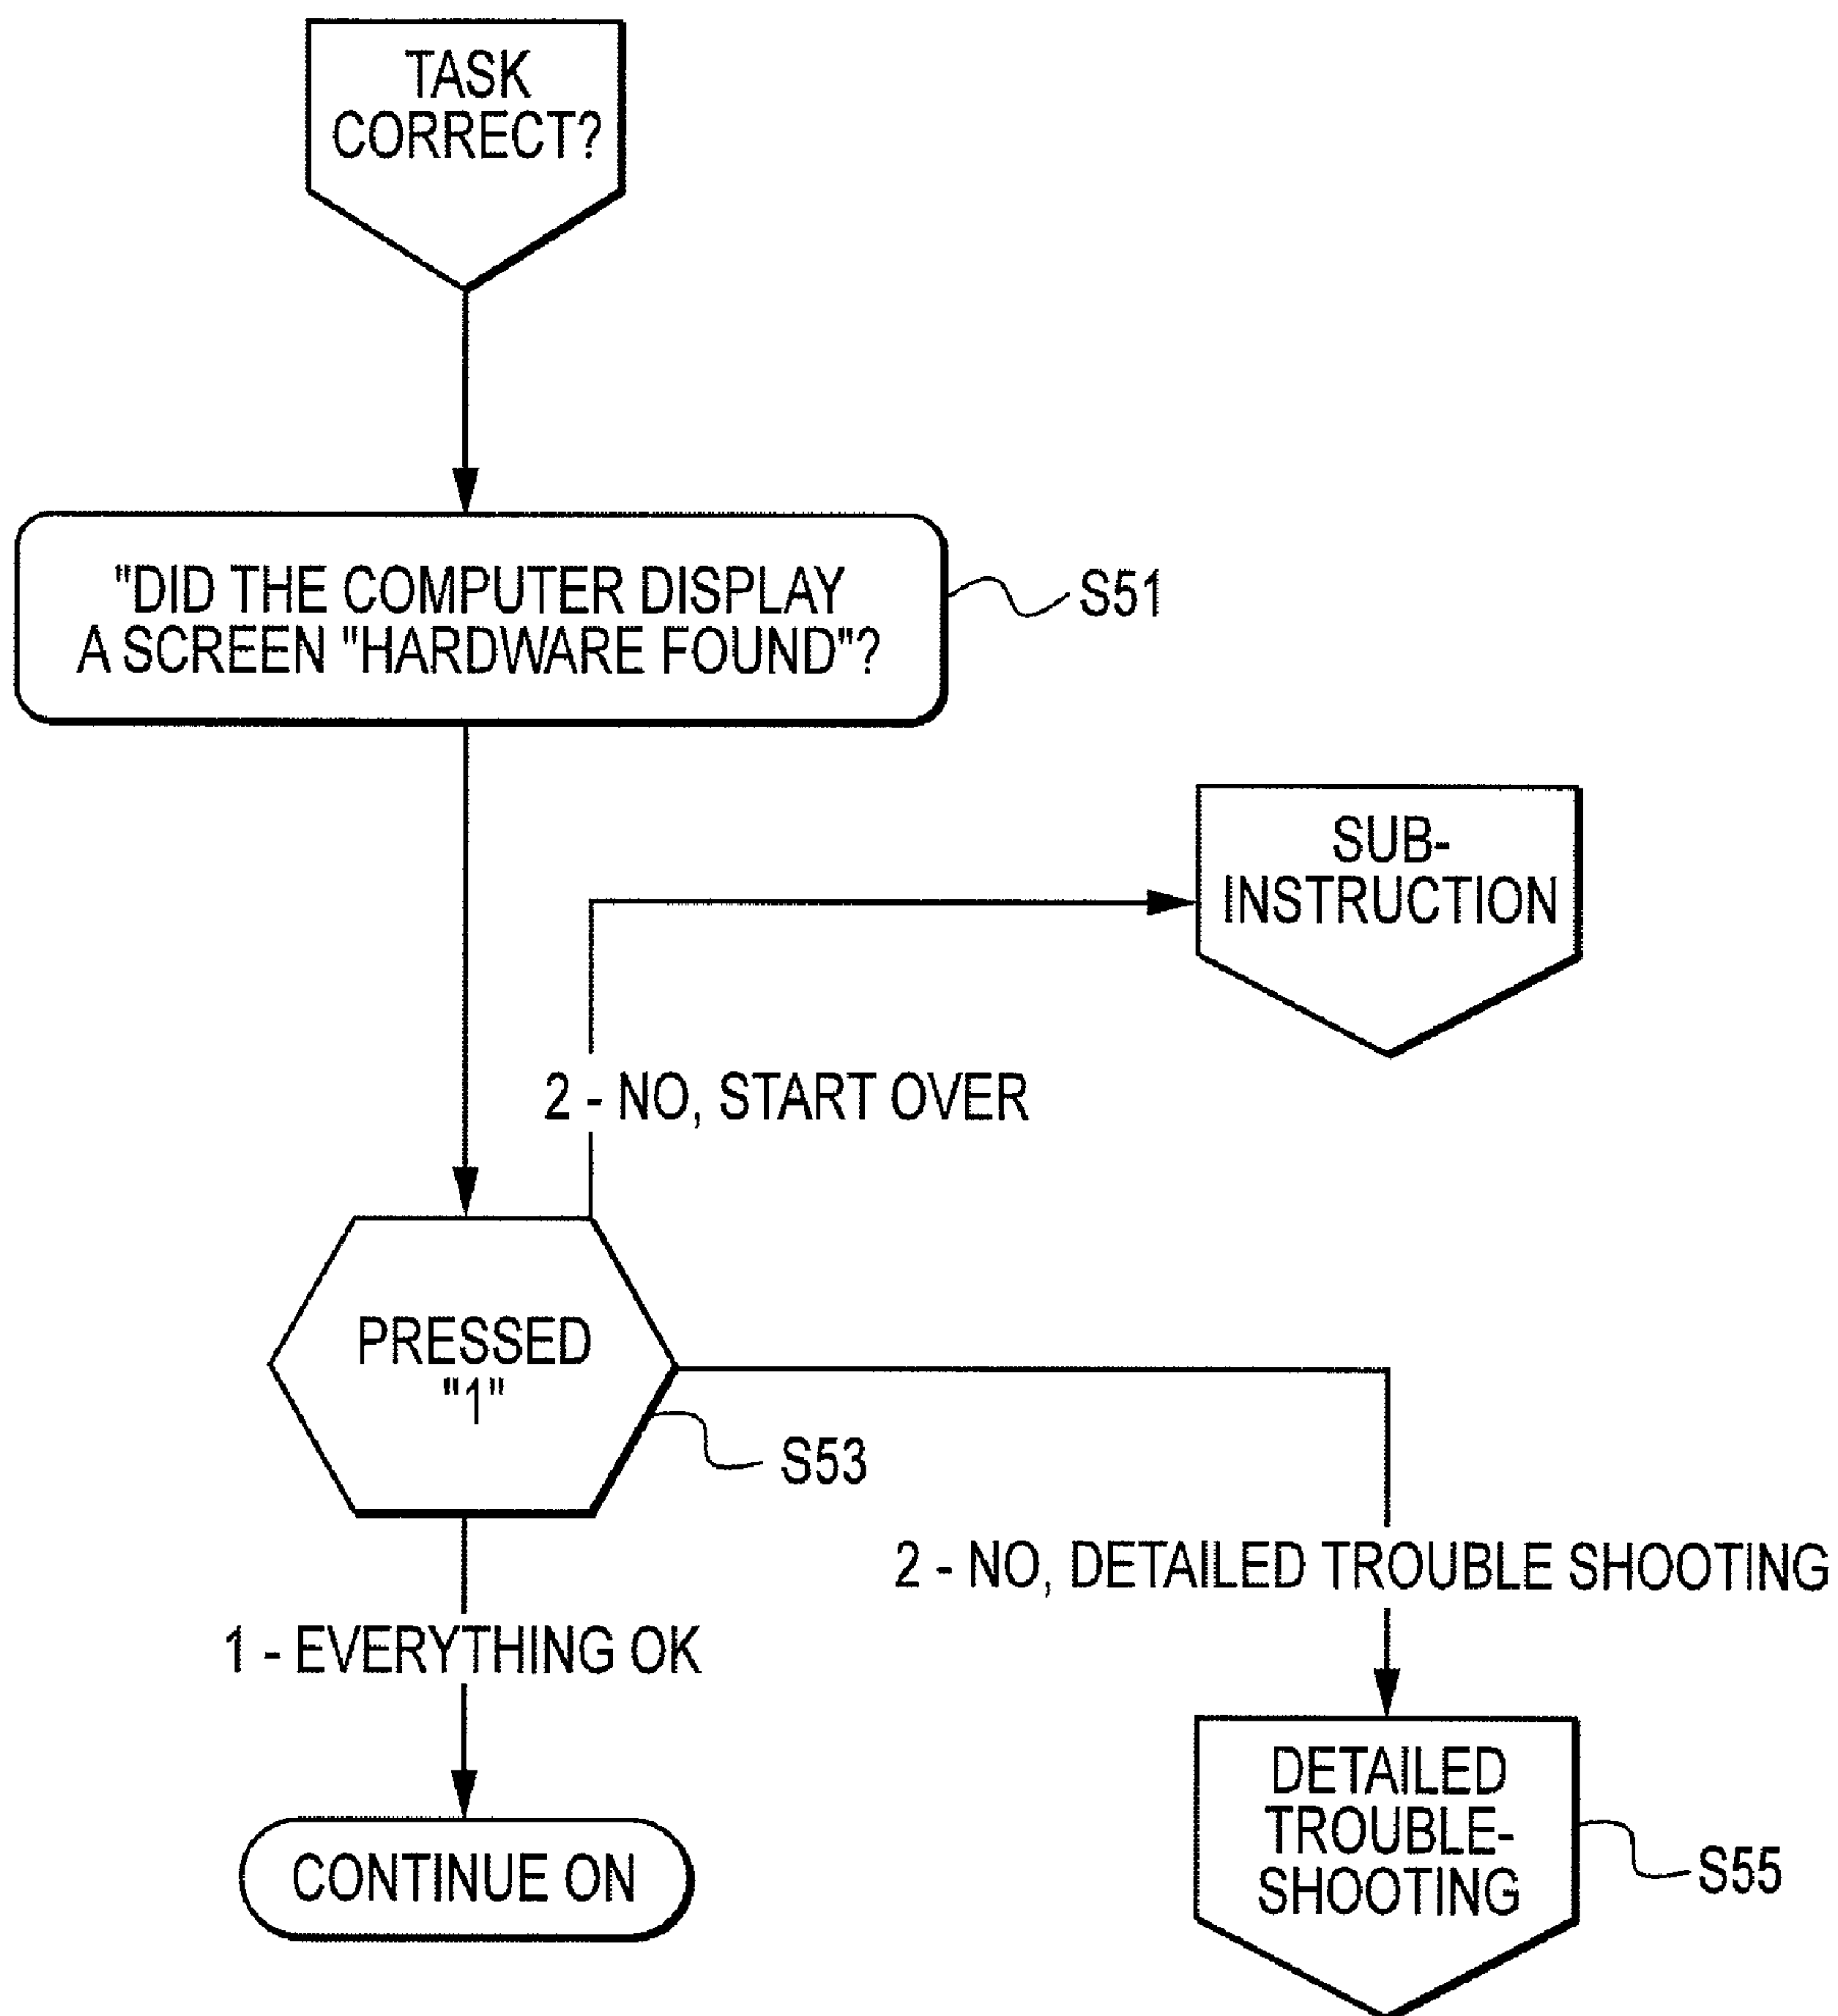 TASK
CORRECT?
"DID THE COMPUTER DISPLAY
A SCREEN "HARDWARE FOUND"?
S51
SUB-
INSTRUCTION
2 - NO, START OVER
PRESSED
"1"
S53
2 - NO, DETAILED TROUBLE SHOOTING
1 - EVERYTHING OK
DETAILED
TROUBLE-
SHOOTING
S55
CONTINUE ON